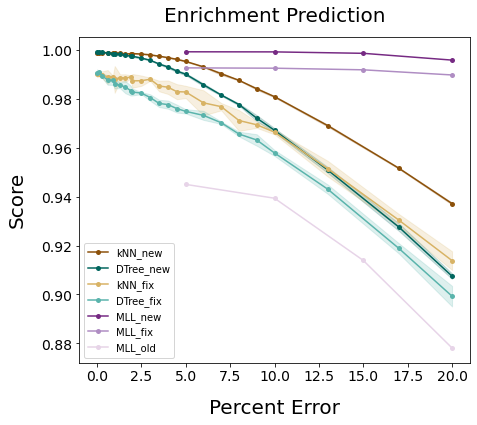 Enrichment Prediction
Score
1.00
0.98
0.96
0.94
0.92
0.90
0.88
kNN_new
DTree_new
kNN_fix
DTree_fix
MLL_new
MLL_fix
MLL_old
0.0 2.5 5.0 7.5 10.0 12.5 15.0 17.5 20.0
Percent Error